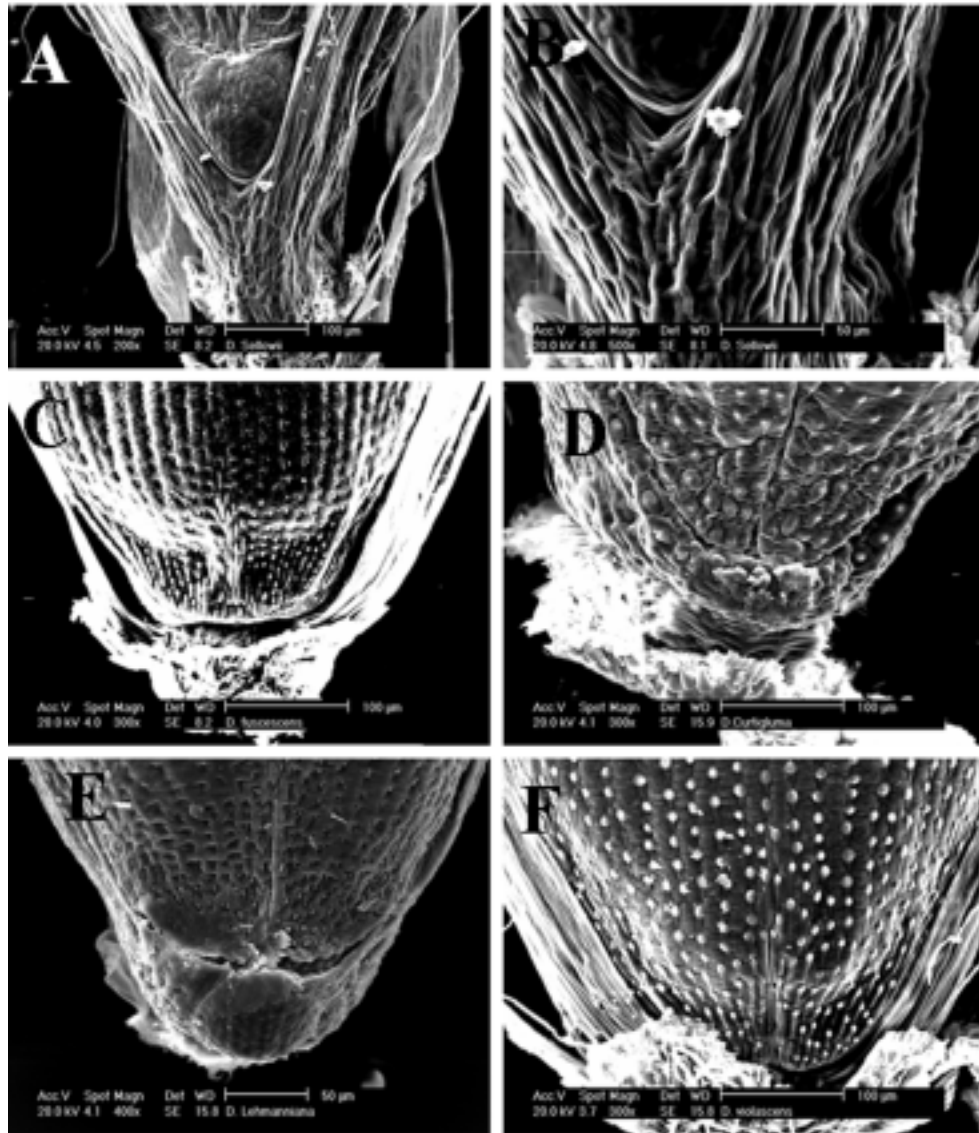 A
B
Acc.V Spot Magn Det WD 100 µm
20.0 kV 4.5 200x SE 8.2 D. Sellowii
Acc.V Spot Magn Det WD 50 µm
20.0 kV 4.8 500x SE 8.1 D. Sellowii
C
D
Acc.V Spot Magn Det WD 100 µm
20.0 kV 4.0 300x SE 8.2 D. fuscescens
Acc.V Spot Magn Det WD 100 µm
20.0 kV 4.1 300x SE 15.9 D.Curtigluma
E
F
Acc.V Spot Magn Det WD 50 µm
20.0 kV 4.1 400x SE 15.8 D. Lehmanniana
Acc.V Spot Magn Det WD 100 µm
20.0 kV 3.7 300x SE 15.8 D. violascens